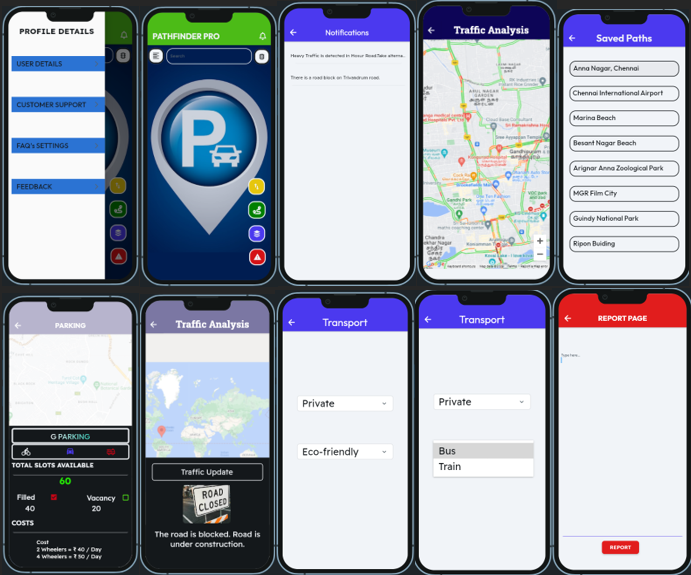 PROFILE DETAILS
USER DETAILS
CUSTOMER SUPPORT
FAQ's SETTINGS
FEEDBACK
PATHFINDER PRO
Search
P
Notifications
Heavy Traffic is detected in Honur Road.Take alterna...
There is a road block on Trivandrum road.
Traffic Analysis
Gandhipuram
Saved Paths
Anna Nagar, Chennai
Chennai International Airport
Marina Beach
Besant Nagar Beach
Arignar Anna Zoological Park
MGR Film City
Guindy National Park
Ripon Buiding
PARKING
G PARKING
TOTAL SLOTS AVAILABLE
60
Filled
Vacancy
40
20
COSTS
Cost
2 Wheelers = ₹ 40 / Day
4 Wheelers = ₹ 50 / Day
Traffic Analysis
Traffic Update
ROAD
CLOSED
The road is blocked. Road is
under construction.
Transport
Private
Eco-friendly
Transport
Private
Bus
Train
REPORT PAGE
Type here...
REPORT